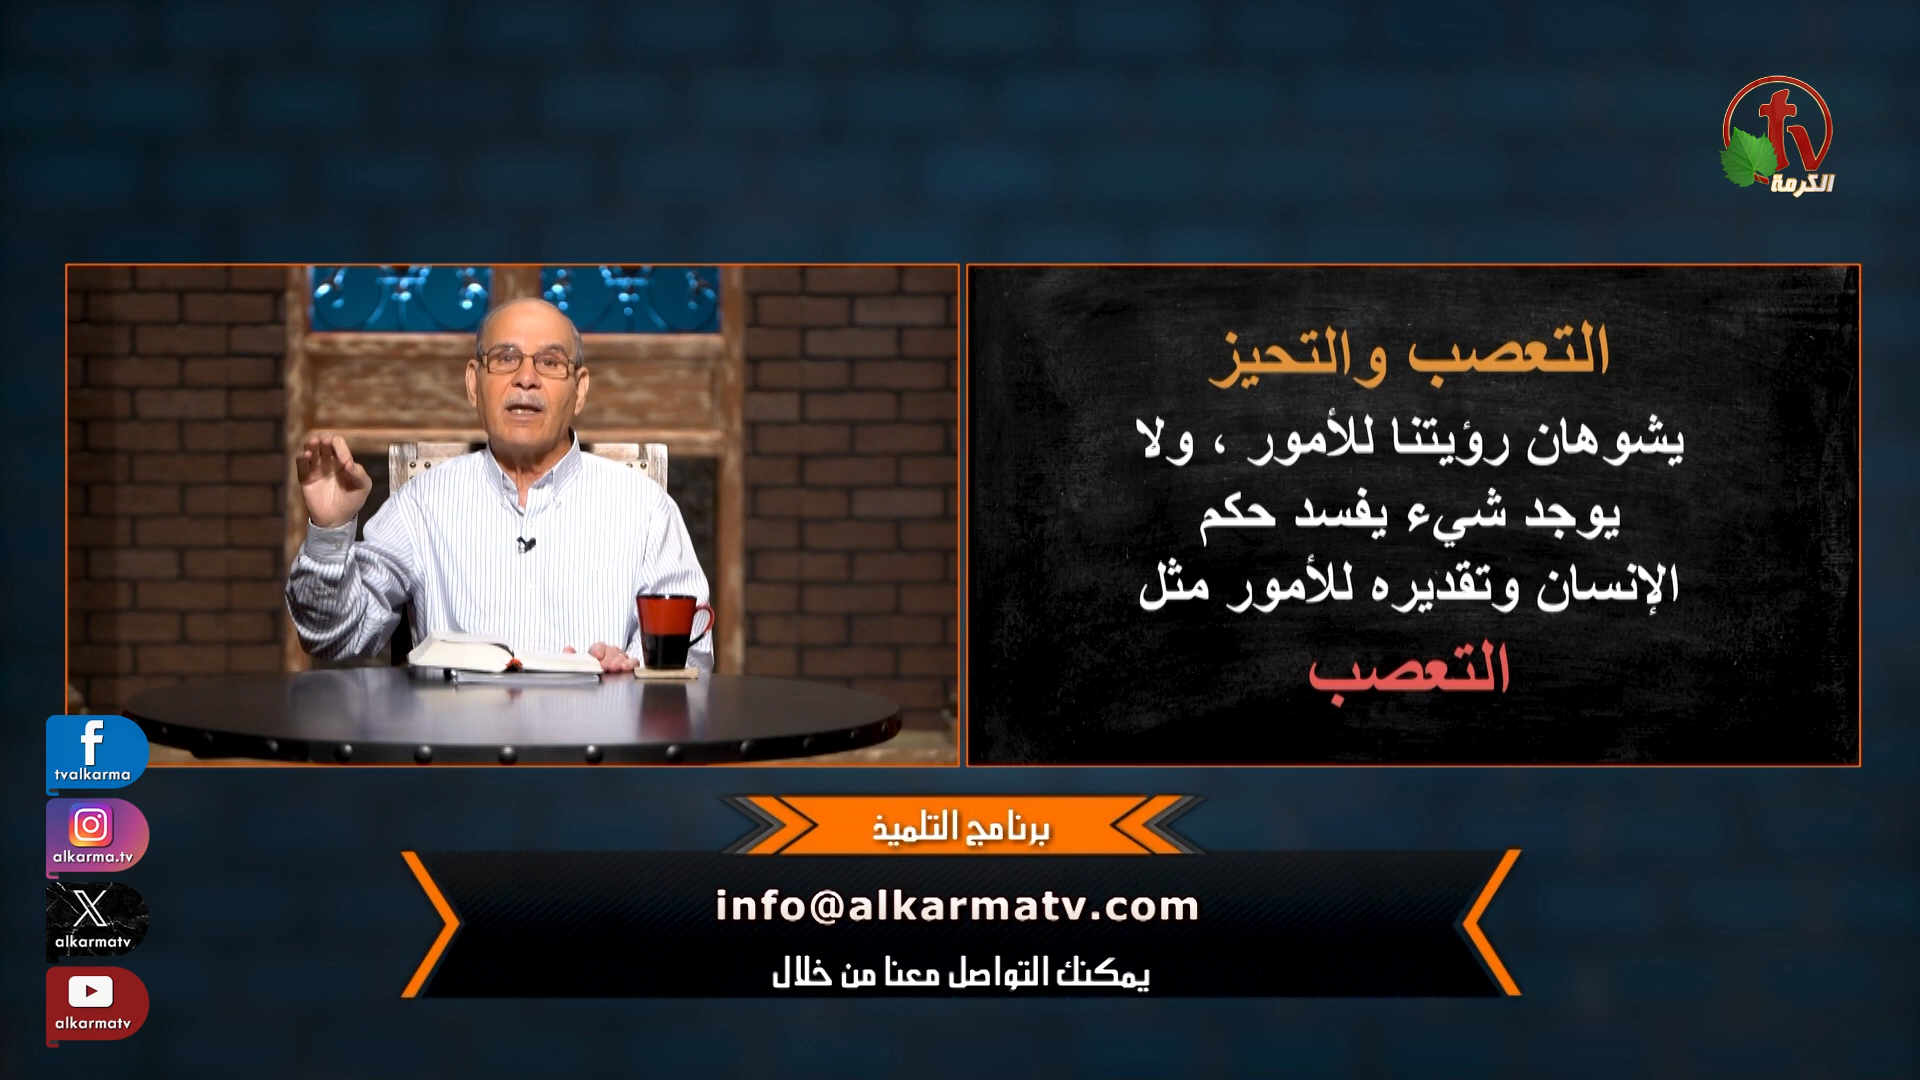 tv
الكرمة
التعصب والتحيز
يشوهان رؤيتنا للأمور ، ولا
يوجد شيء يفسد حكم
الإنسان وتقديره للأمور مثل
التعصب
f
tvalkarma
alkarma.tv
X
alkarmatv
alkarmatv
برنامج التلميذ
info@alkarmatv.com
يمكنك التواصل معنا من خلال